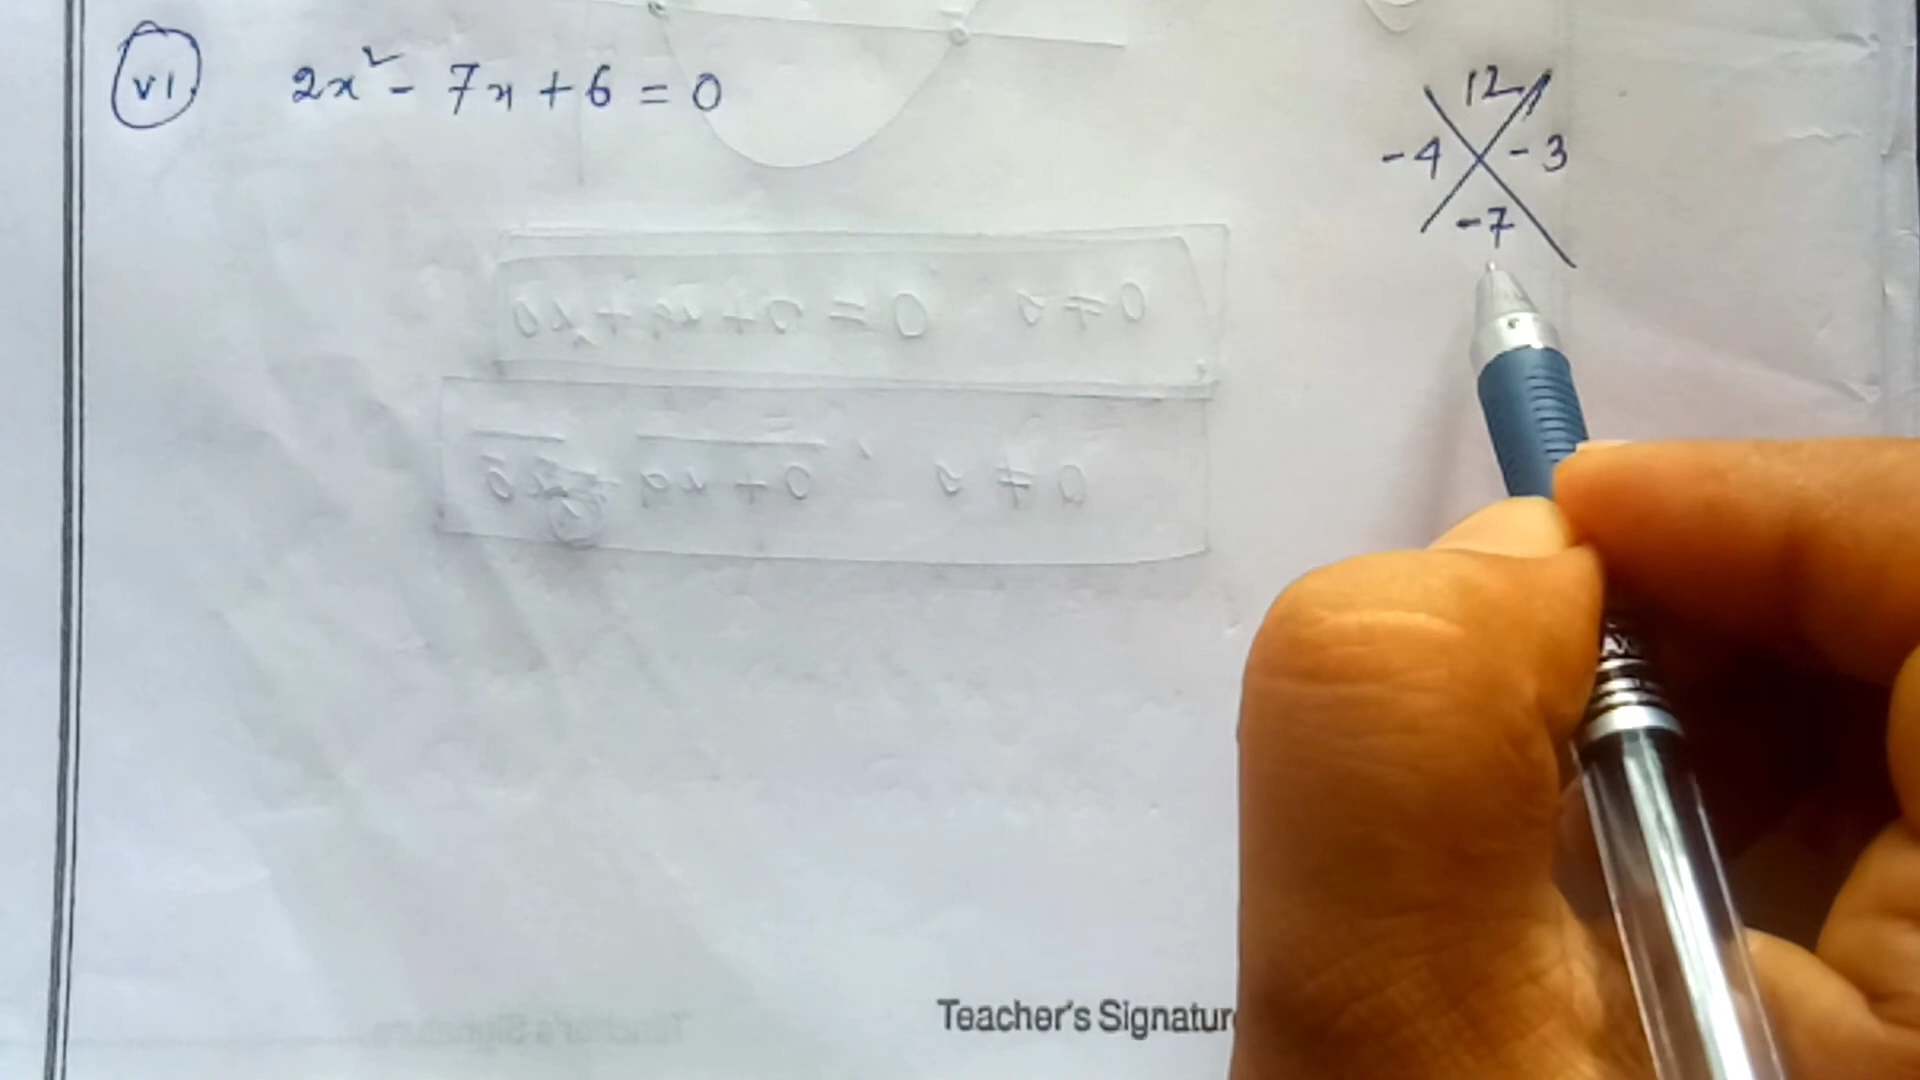 (vi) 2x² - 7x + 6 = 0
12
-4 -3
-7
Teacher's Signatur